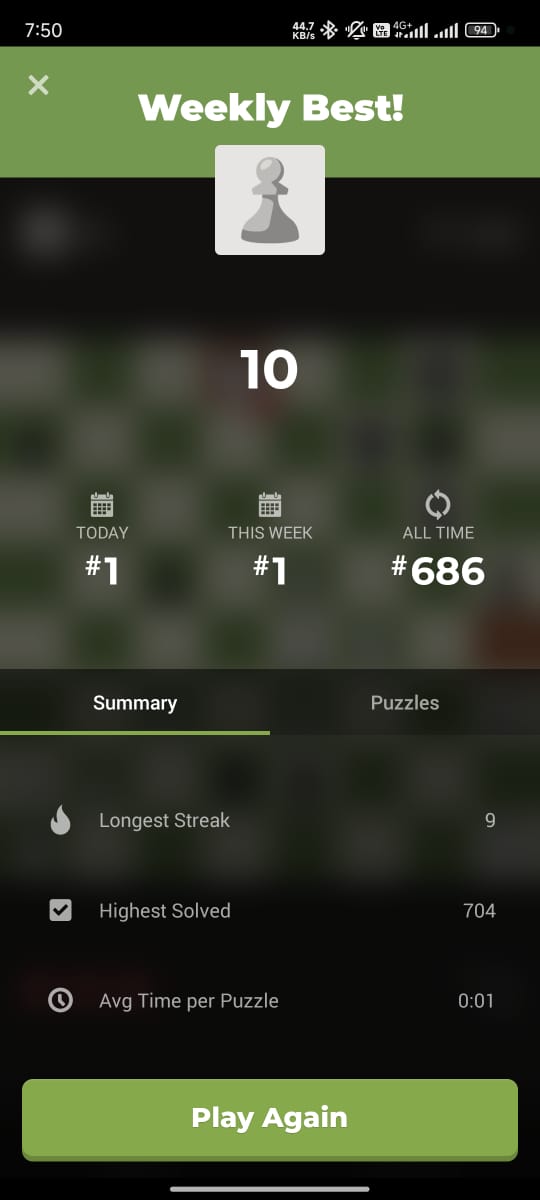 7:50
44.7
KB/s
Vo
LTE
4G+
94
Weekly Best!
10
TODAY
THIS WEEK
ALL TIME
#1
#1
#686
Summary
Puzzles
Longest Streak
9
Highest Solved
704
Avg Time per Puzzle
0:01
Play Again